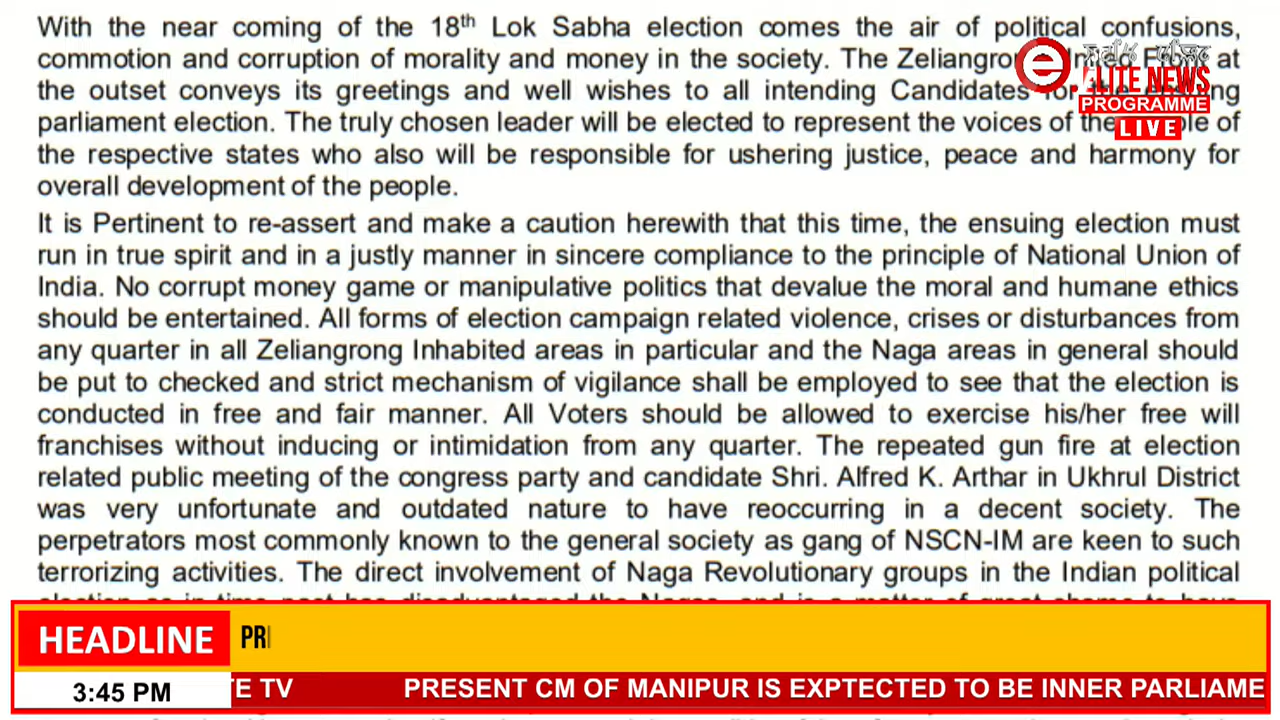 With the near coming of the 18th Lok Sabha election comes the air of political confusions,
commotion and corruption of morality and money in the society. The Zeliangro nited Front at
the outset conveys its greetings and well wishes to all intending Candidates for the ng
parliament election. The truly chosen leader will be elected to represent the voices of the ple of
the respective states who also will be responsible for ushering justice, peace and harmony for
overall development of the people.
It is Pertinent to re-assert and make a caution herewith that this time, the ensuing election must
run in true spirit and in a justly manner in sincere compliance to the principle of National Union of
India. No corrupt money game or manipulative politics that devalue the moral and humane ethics
should be entertained. All forms of election campaign related violence, crises or disturbances from
any quarter in all Zeliangrong Inhabited areas in particular and the Naga areas in general should
be put to checked and strict mechanism of vigilance shall be employed to see that the election is
conducted in free and fair manner. All Voters should be allowed to exercise his/her free will
franchises without inducing or intimidation from any quarter. The repeated gun fire at election
related public meeting of the congress party and candidate Shri. Alfred K. Arthar in Ukhrul District
was very unfortunate and outdated nature to have reoccurring in a decent society. The
perpetrators most commonly known to the general society as gang of NSCN-IM are keen to such
terrorizing activities. The direct involvement of Naga Revolutionary groups in the Indian political
e
ELITE NEWS
PROGRAMME
LIVE
HEADLINE
PRI
3:45 PM
TE TV PRESENT CM OF MANIPUR IS EXPTECTED TO BE INNER PARLIAME